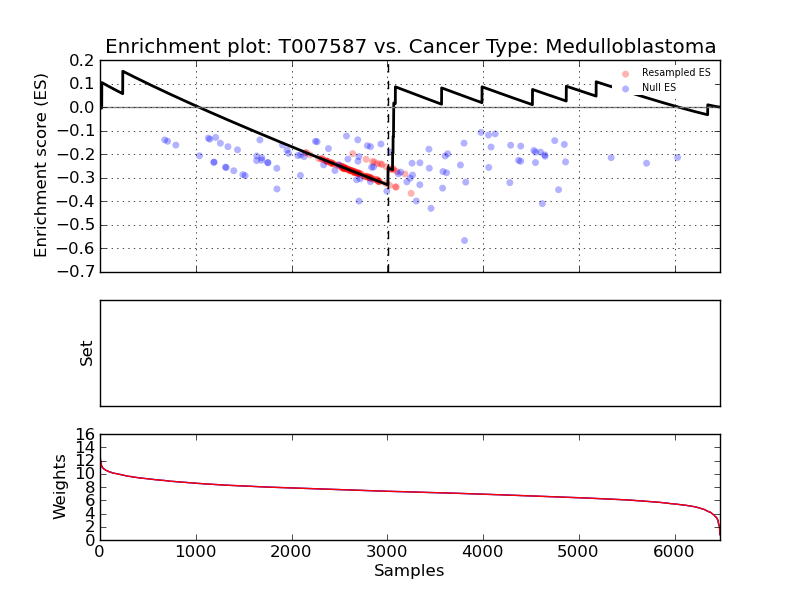 Enrichment plot: T007587 vs. Cancer Type: Medulloblastoma
0.2
0.1
0.0
−0.1
−0.2
−0.3
−0.4
−0.5
−0.6
−0.7
Enrichment score (ES)
Resampled ES
Null ES
Set
16
14
12
10
8
6
4
2
0
Weights
0 1000 2000 3000 4000 5000 6000
Samples